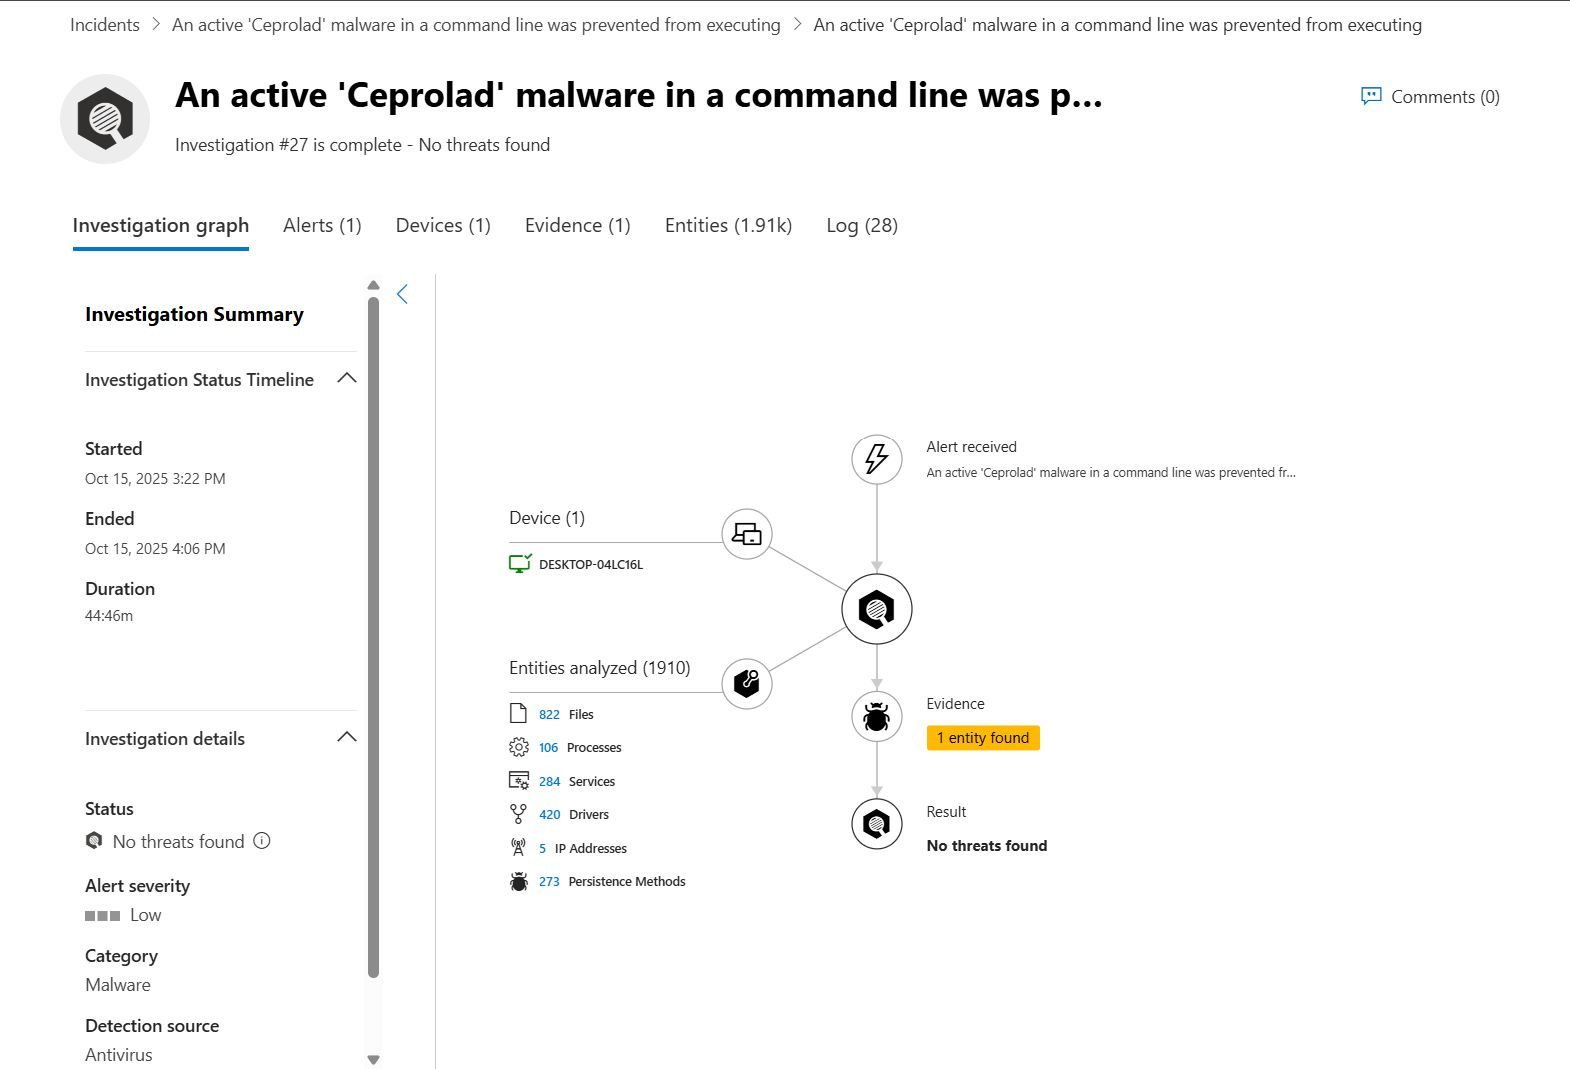 Incidents > An active 'Ceprolad' malware in a command line was prevented from executing > An active 'Ceprolad' malware in a command line was prevented from executing
An active 'Ceprolad' malware in a command line was p...
Comments (0)
Investigation #27 is complete - No threats found
Investigation graph Alerts (1) Devices (1) Evidence (1) Entities (1.91k) Log (28)
Investigation Summary
Investigation Status Timeline
Started
Oct 15, 2025 3:22 PM
Ended
Oct 15, 2025 4:06 PM
Duration
44:46m
Investigation details
Status
No threats found
Alert severity
Low
Category
Malware
Detection source
Antivirus
Alert received
An active 'Ceprolad' malware in a command line was prevented fr...
Device (1)
DESKTOP-04LC16L
Entities analyzed (1910)
822 Files
106 Processes
284 Services
420 Drivers
5 IP Addresses
273 Persistence Methods
Evidence
1 entity found
Result
No threats found